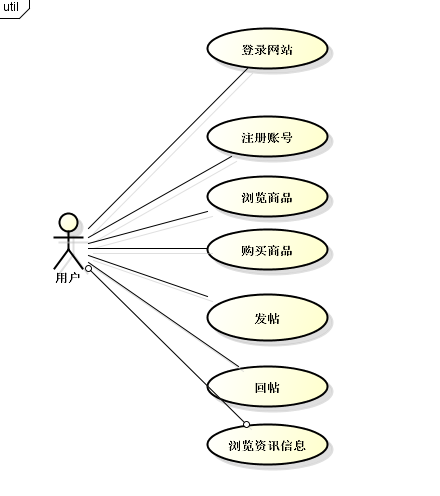 util
登录网站
注册账号
浏览商品
购买商品
用户
发帖
回帖
浏览资讯信息